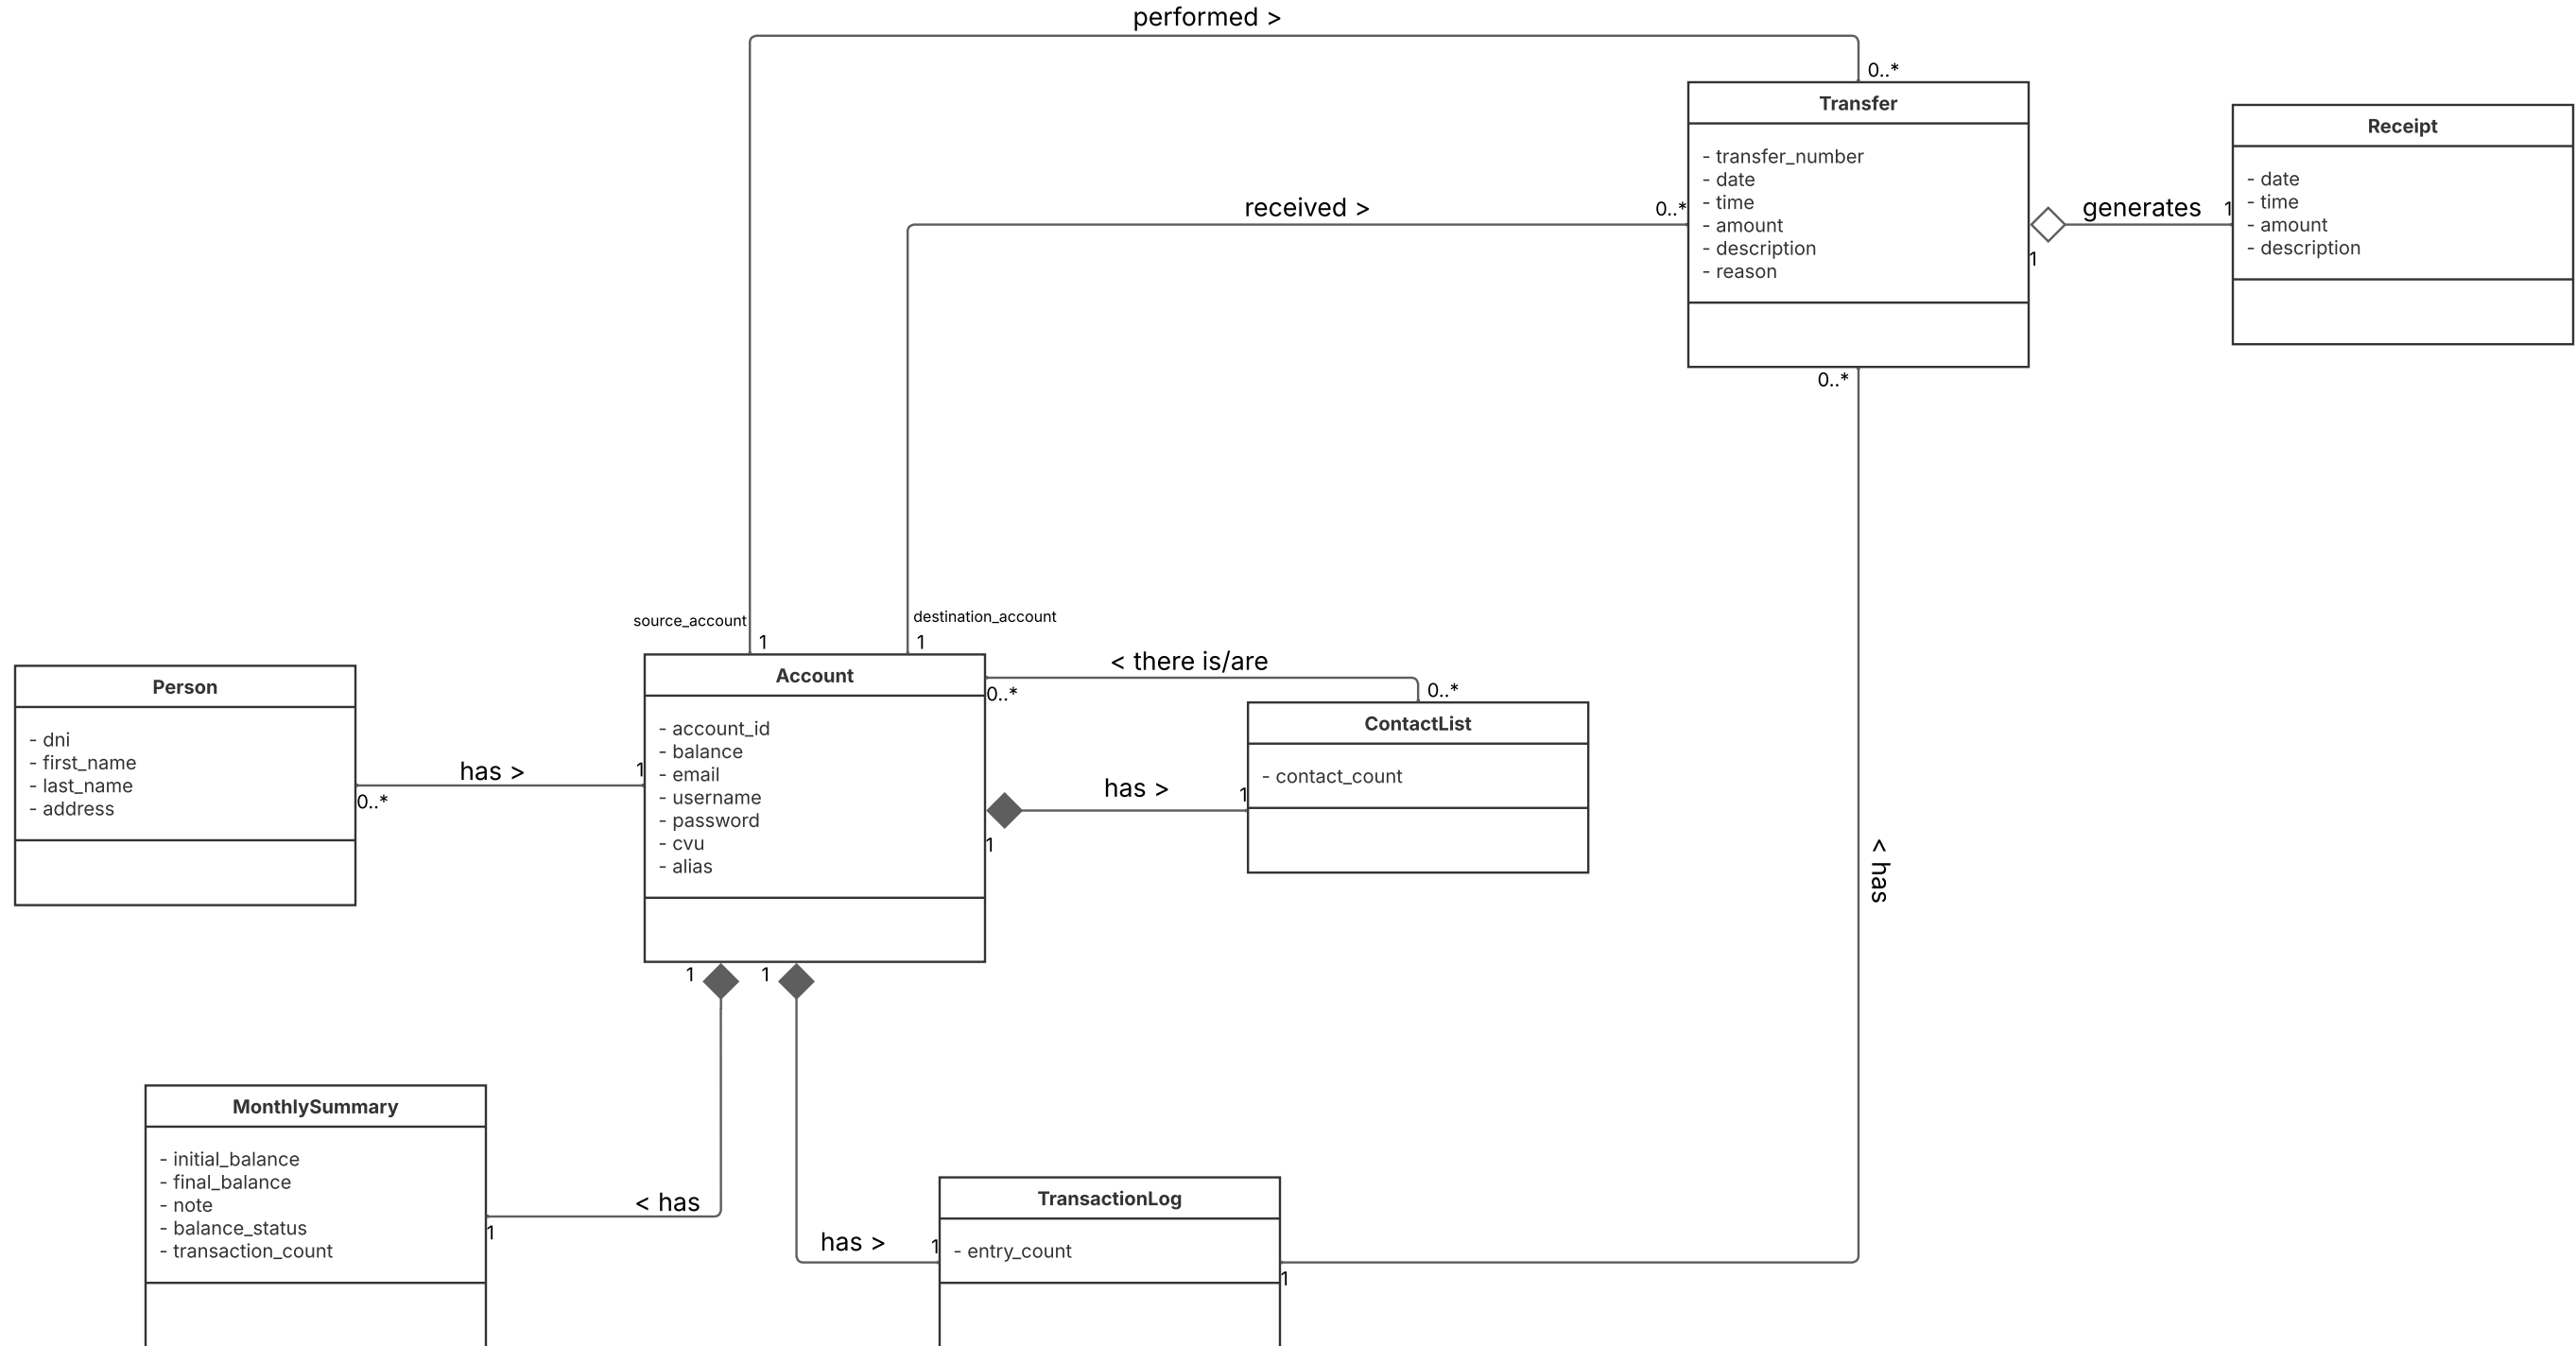 performed >
0..*
Transfer
- transfer_number
- date
- time
- amount
- description
- reason
Receipt
- date
- time
- amount
- description
received >
0..*
generates
1
1
0..*
source_account
destination_account
1
1
< there is/are
0..*
0..*
Person
- dni
- first_name
- last_name
- address
has >
1
0..*
Account
- account_id
- balance
- email
- username
- password
- cvu
- alias
ContactList
- contact_count
has >
1
1
< has
1
1
MonthlySummary
- initial_balance
- final_balance
- note
- balance_status
- transaction_count
< has
1
has >
1
TransactionLog
- entry_count
1